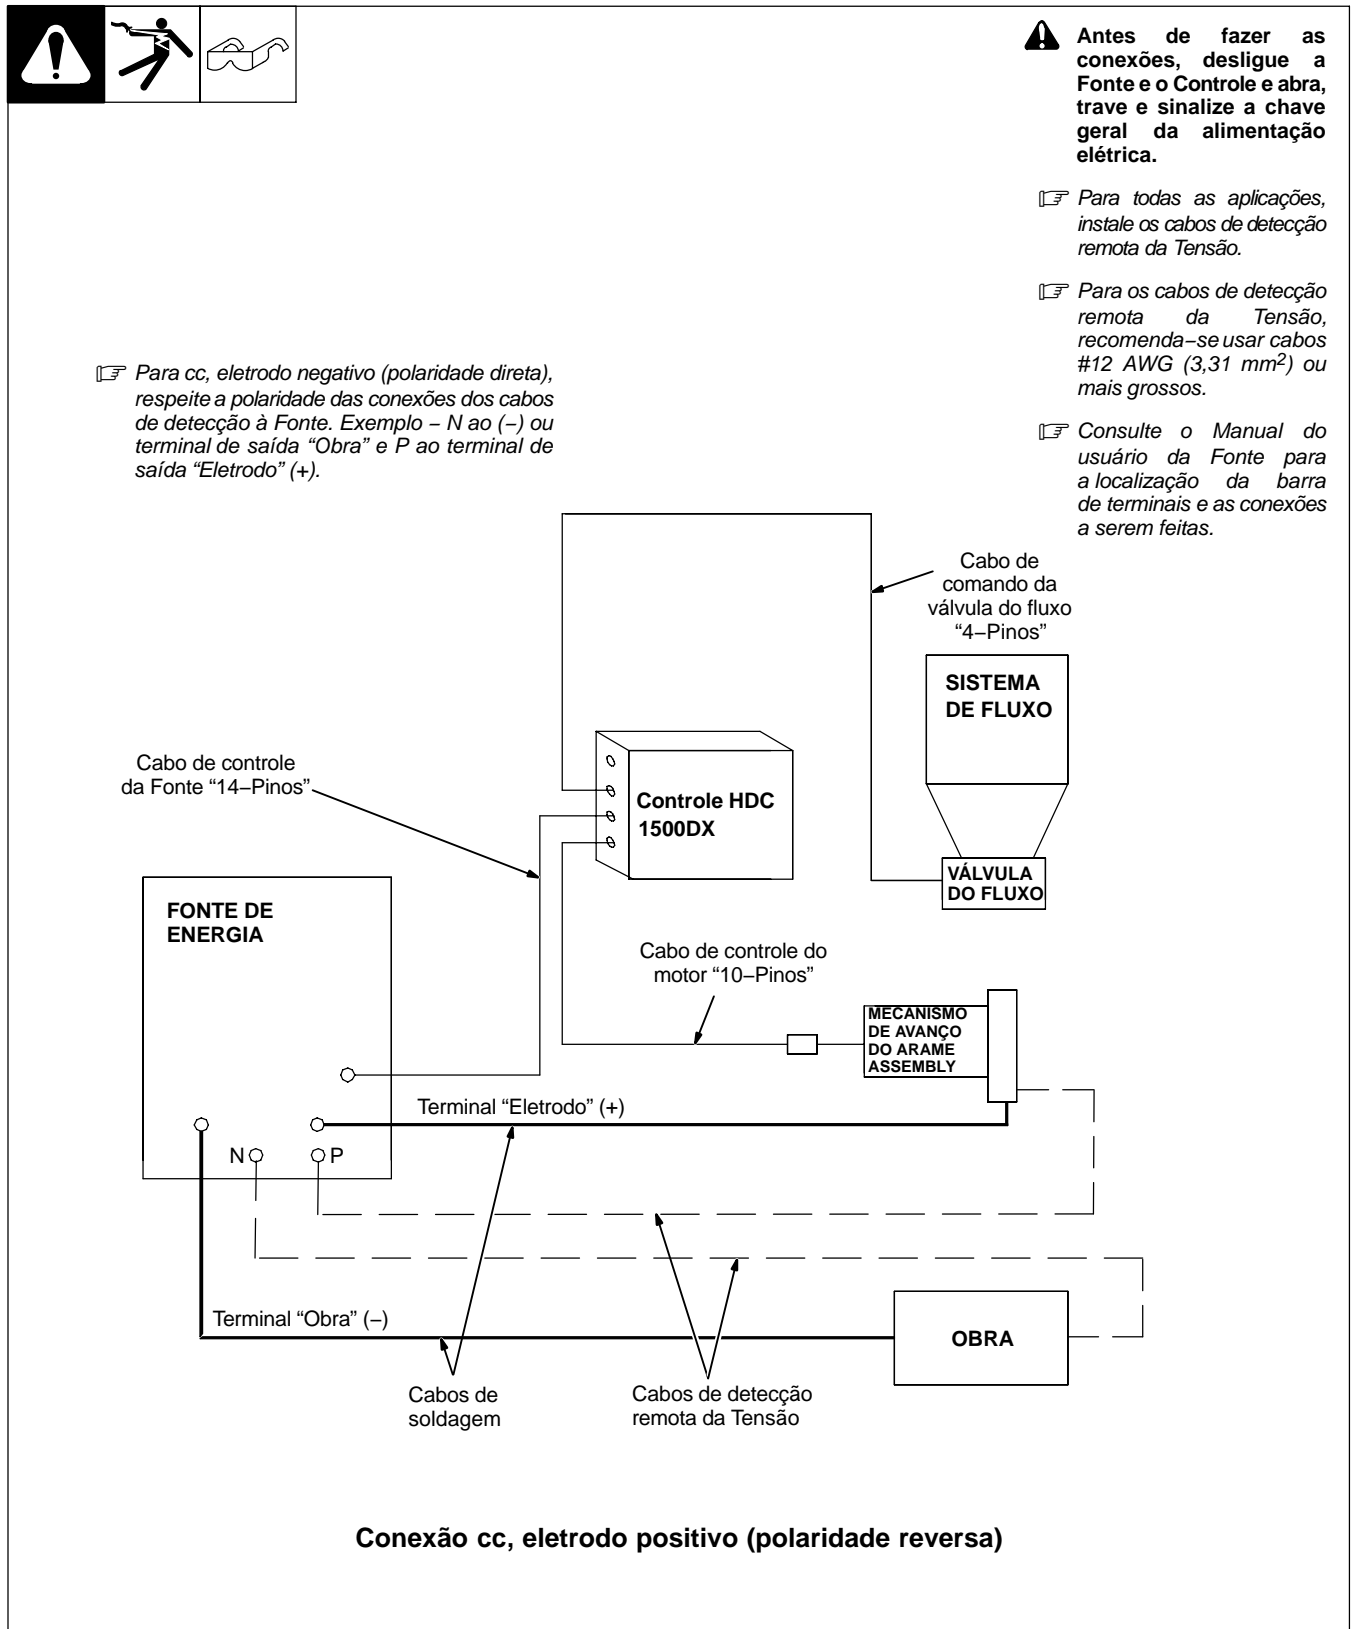 Antes de fazer as
conexões, desligue a
Fonte e o Controle e abra,
trave e sinalize a chave
geral da alimentação
elétrica.
Para todas as aplicações,
instale os cabos de detecção
remota da Tensão.
Para os cabos de detecção
remota da Tensão,
recomenda−se usar cabos
#12 AWG (3,31 mm²) ou
mais grossos.
Consulte o Manual do
usuário da Fonte para
a localização da barra
de terminais e as conexões
a serem feitas.
Para cc, eletrodo negativo (polaridade direta),
respeite a polaridade das conexões dos cabos
de detecção à Fonte. Exemplo − N ao (−) ou
terminal de saída “Obra” e P ao terminal de
saída “Eletrodo” (+).
Cabo de
comando da
válvula do fluxo
“4−Pinos”
SISTEMA
DE FLUXO
Cabo de controle
da Fonte “14−Pinos”
Controle HDC
1500DX
VÁLVULA
DO FLUXO
FONTE DE
ENERGIA
Cabo de controle do
motor “10−Pinos”
MECANISMO
DE AVANÇO
DO ARAME
ASSEMBLY
Terminal “Eletrodo” (+)
N P
Terminal “Obra” (−)
OBRA
Cabos de
soldagem
Cabos de detecção
remota da Tensão
Conexão cc, eletrodo positivo (polaridade reversa)